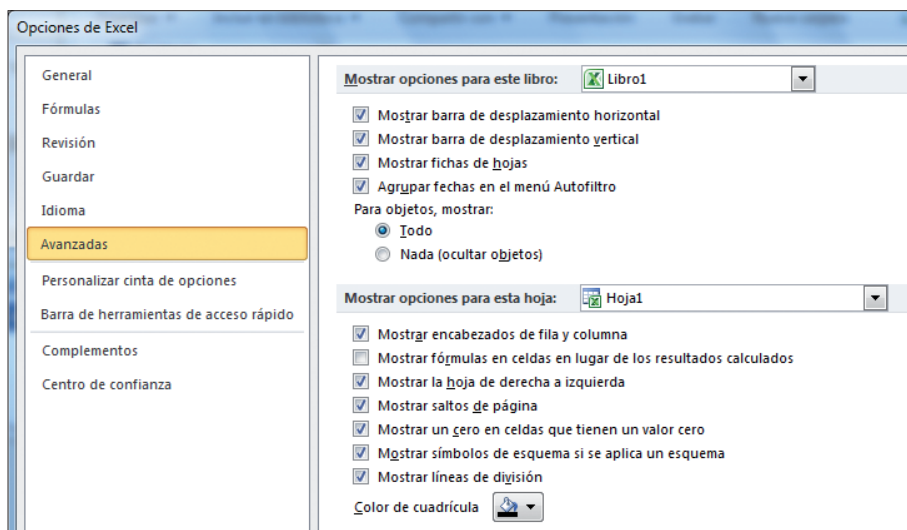 Opciones de Excel
General
Fórmulas
Revisión
Guardar
Idioma
Avanzadas
Personalizar cinta de opciones
Barra de herramientas de acceso rápido
Complementos
Centro de confianza
Mostrar opciones para este libro: Libro1
Mostrar barra de desplazamiento horizontal
Mostrar barra de desplazamiento vertical
Mostrar fichas de hojas
Agrupar fechas en el menú Autofiltro
Para objetos, mostrar:
Todo
Nada (ocultar objetos)
Mostrar opciones para esta hoja: Hoja1
Mostrar encabezados de fila y columna
Mostrar fórmulas en celdas en lugar de los resultados calculados
Mostrar la hoja de derecha a izquierda
Mostrar saltos de página
Mostrar un cero en celdas que tienen un valor cero
Mostrar símbolos de esquema si se aplica un esquema
Mostrar líneas de división
Color de cuadrícula